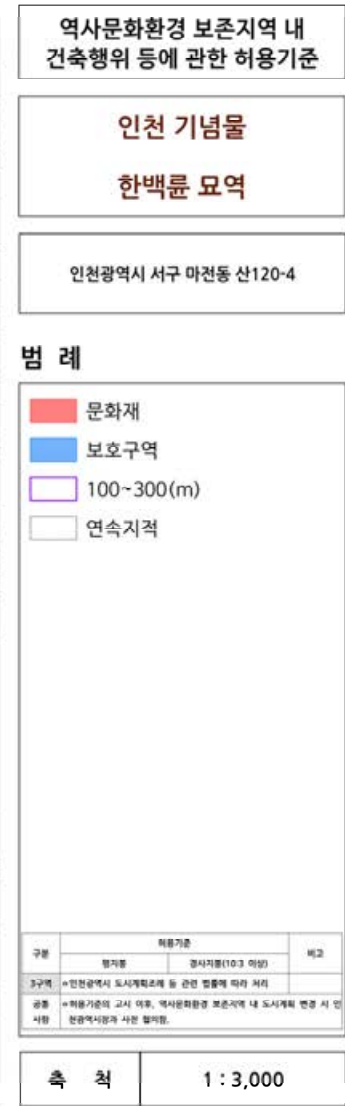 역사문화환경 보존지역 내
건축행위 등에 관한 허용기준
인천 기념물
한백륜 묘역
인천광역시 서구 마전동 산120-4
범 례
문화재
보호구역
100~300(m)
연속지적
구분 허용기준 비고
평지붕 경사지붕(10:3 이상)
3구역 ㅇ인천광역시 도시계획조례 등 관련 법률에 따라 처리
공통 ㅇ허용기준의 고시 이후, 역사문화환경 보존지역 내 도시계획 변경 시 인
사항 천광역시장과 사전 협의함.
축 척 1 : 3,000